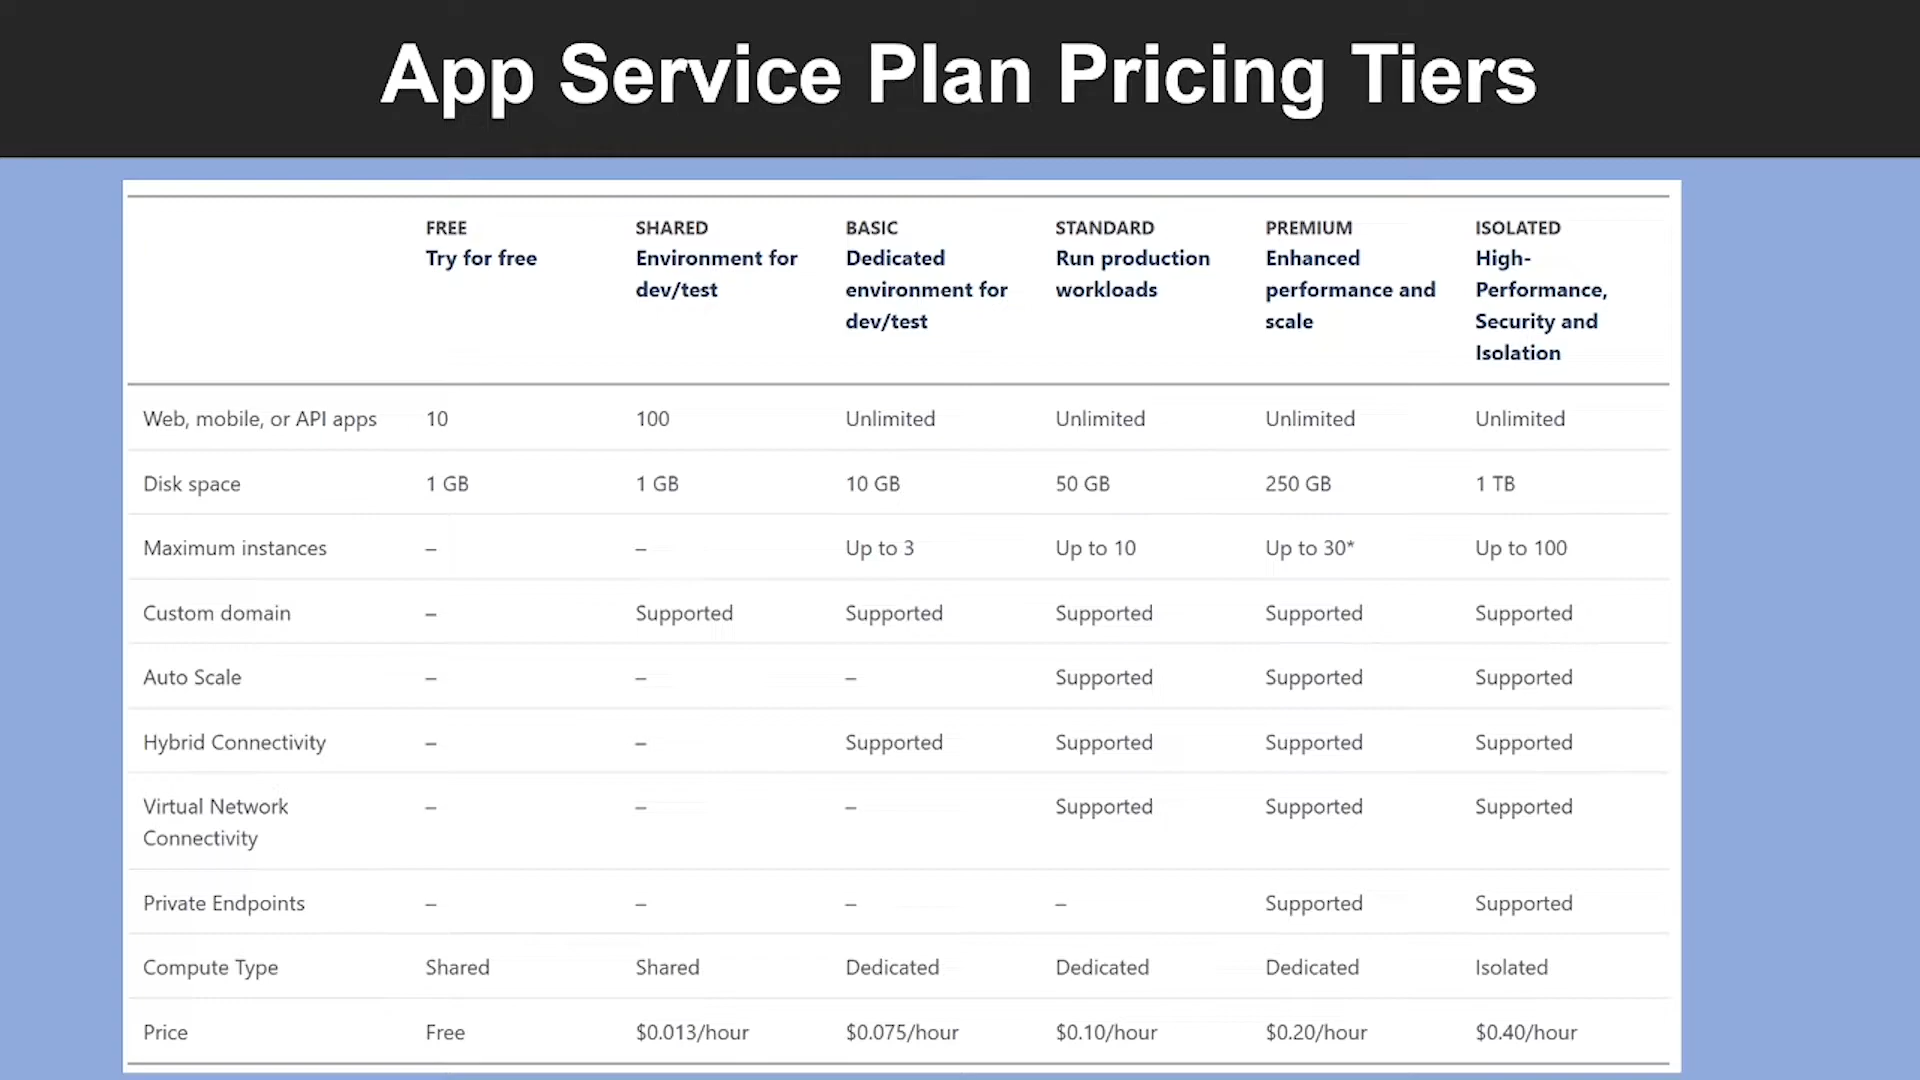 App Service Plan Pricing Tiers
FREE SHARED BASIC STANDARD PREMIUM ISOLATED
Try for free Environment for Dedicated Run production Enhanced High-
dev/test environment for workloads performance and Performance,
dev/test scale Security and
Isolation
Web, mobile, or API apps 10 100 Unlimited Unlimited Unlimited Unlimited
Disk space 1 GB 1 GB 10 GB 50 GB 250 GB 1 TB
Maximum instances – – Up to 3 Up to 10 Up to 30* Up to 100
Custom domain – Supported Supported Supported Supported Supported
Auto Scale – – – Supported Supported Supported
Hybrid Connectivity – – Supported Supported Supported Supported
Virtual Network – – – Supported Supported Supported
Connectivity
Private Endpoints – – – – Supported Supported
Compute Type Shared Shared Dedicated Dedicated Dedicated Isolated
Price Free $0.013/hour $0.075/hour $0.10/hour $0.20/hour $0.40/hour